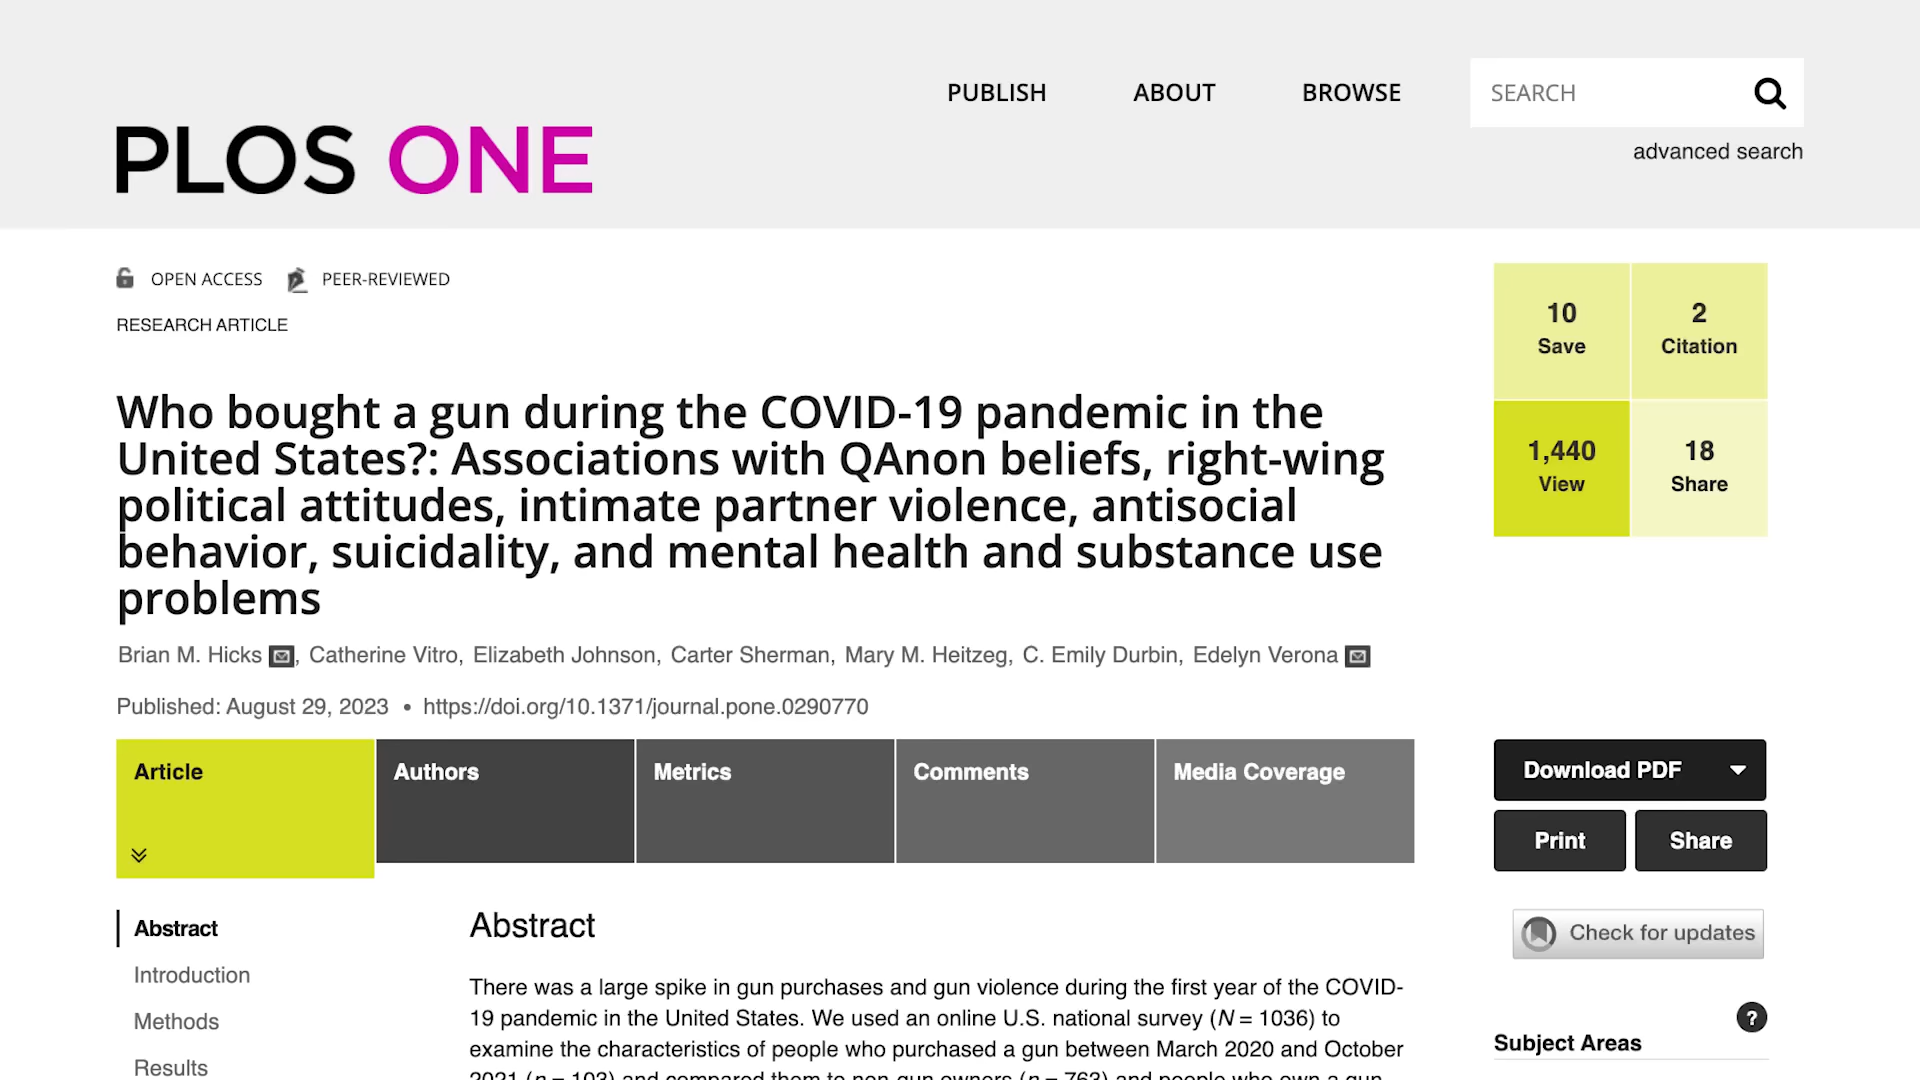 PUBLISH
ABOUT
BROWSE
SEARCH
advanced search
PLOS ONE
OPEN ACCESS
PEER-REVIEWED
RESEARCH ARTICLE
Who bought a gun during the COVID-19 pandemic in the
United States?: Associations with QAnon beliefs, right-wing
political attitudes, intimate partner violence, antisocial
behavior, suicidality, and mental health and substance use
problems
Brian M. Hicks, Catherine Vitro, Elizabeth Johnson, Carter Sherman, Mary M. Heitzeg, C. Emily Durbin, Edelyn Verona
Published: August 29, 2023 • https://doi.org/10.1371/journal.pone.0290770
10
Save
2
Citation
1,440
View
18
Share
Article
Authors
Metrics
Comments
Media Coverage
Download PDF
Print
Share
Check for updates
?
Subject Areas
Abstract
Introduction
Methods
Results
Abstract
There was a large spike in gun purchases and gun violence during the first year of the COVID-
19 pandemic in the United States. We used an online U.S. national survey (N = 1036) to
examine the characteristics of people who purchased a gun between March 2020 and October
2021 (n = 103) and compared them to non-gun owners (n = 763) and people who own a gun